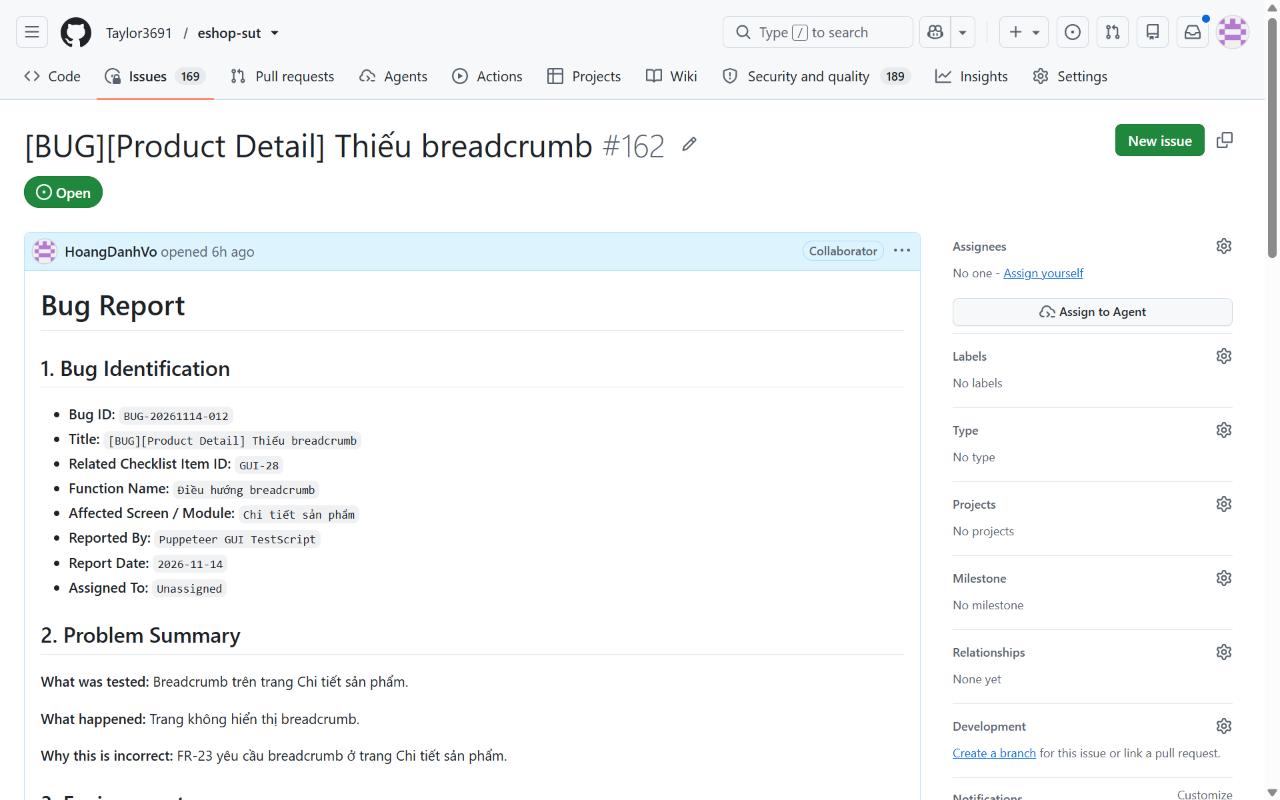 Taylor3691 / eshop-sut
Type / to search
Code
Issues 169
Pull requests
Agents
Actions
Projects
Wiki
Security and quality 189
Insights
Settings
[BUG][Product Detail] Thiếu breadcrumb #162
New issue
Open
HoangDanhVo opened 6h ago
Collaborator
Bug Report
1. Bug Identification
Bug ID: BUG-20261114-012
Title: [BUG][Product Detail] Thiếu breadcrumb
Related Checklist Item ID: GUI-28
Function Name: Điều hướng breadcrumb
Affected Screen / Module: Chi tiết sản phẩm
Reported By: Puppeteer GUI TestScript
Report Date: 2026-11-14
Assigned To: Unassigned
2. Problem Summary
What was tested: Breadcrumb trên trang Chi tiết sản phẩm.
What happened: Trang không hiển thị breadcrumb.
Why this is incorrect: FR-23 yêu cầu breadcrumb ở trang Chi tiết sản phẩm.
Assignees
No one - Assign yourself
Assign to Agent
Labels
No labels
Type
No type
Projects
No projects
Milestone
No milestone
Relationships
None yet
Development
Create a branch for this issue or link a pull request.
Notifications
Customize